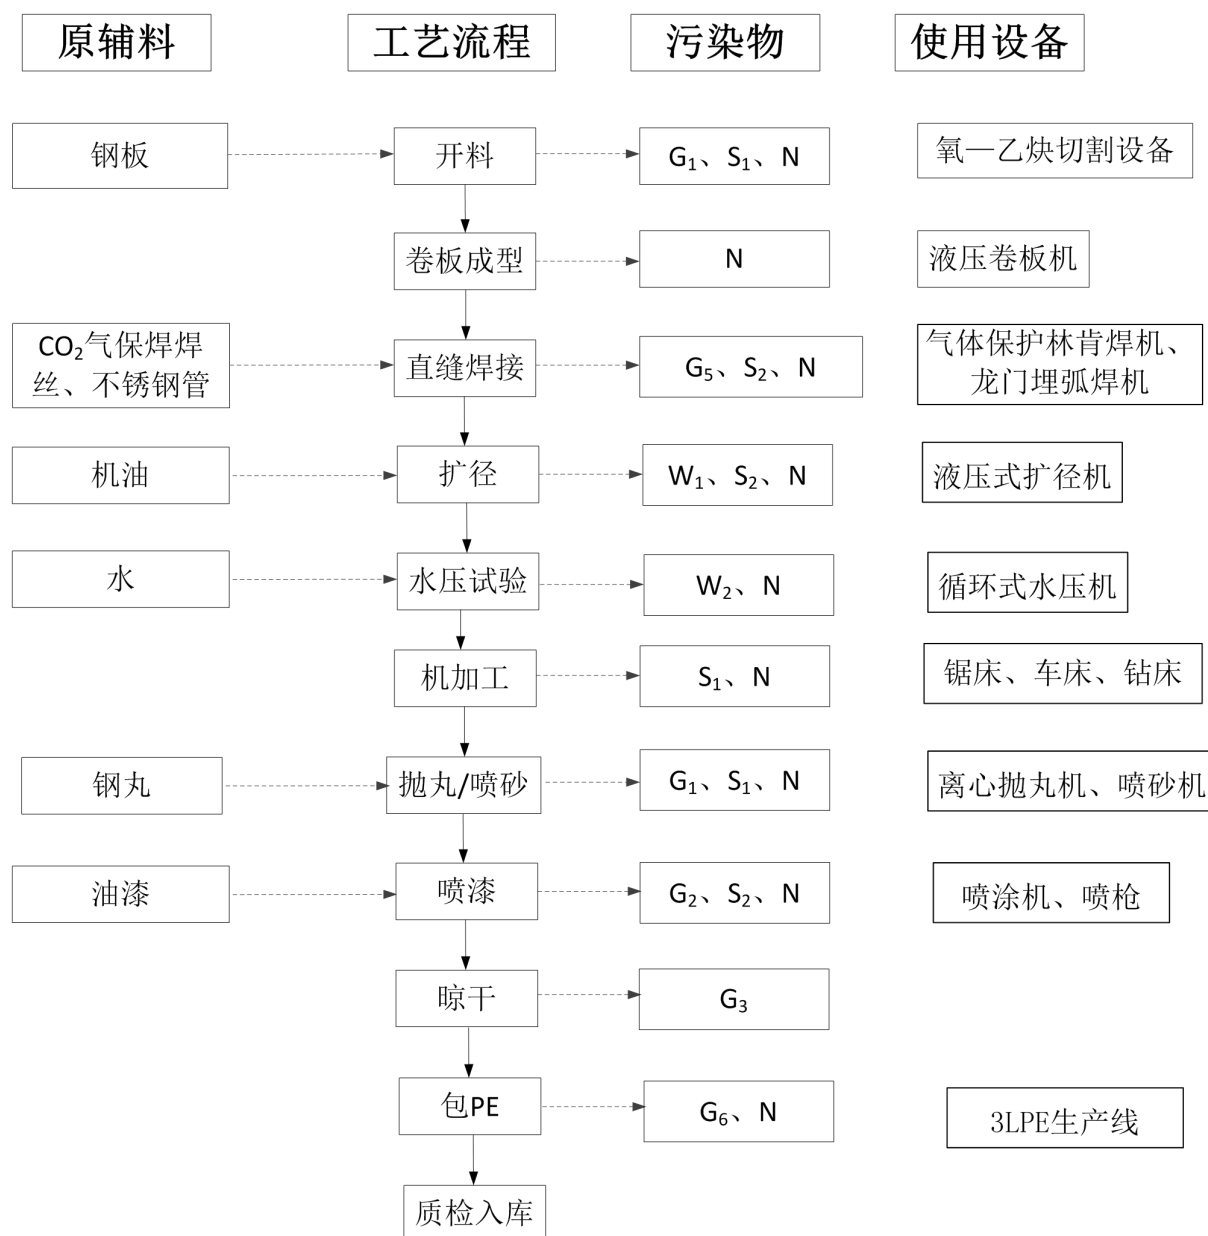 原辅料 工艺流程 污染物 使用设备
钢板 开料 G₁、S₁、N 氧—乙炔切割设备
卷板成型 N 液压卷板机
CO₂气保焊焊
丝、不锈钢管
直缝焊接
G₅、S₂、N
气体保护林肯焊机、
龙门埋弧焊机
机油 扩径 W₁、S₂、N 液压式扩径机
水 水压试验 W₂、N 循环式水压机
机加工 S₁、N 锯床、车床、钻床
钢丸 抛丸/喷砂 G₁、S₁、N 离心抛丸机、喷砂机
油漆 喷漆 G₂、S₂、N 喷涂机、喷枪
晾干 G₃
包PE G₆、N 3LPE生产线
质检入库